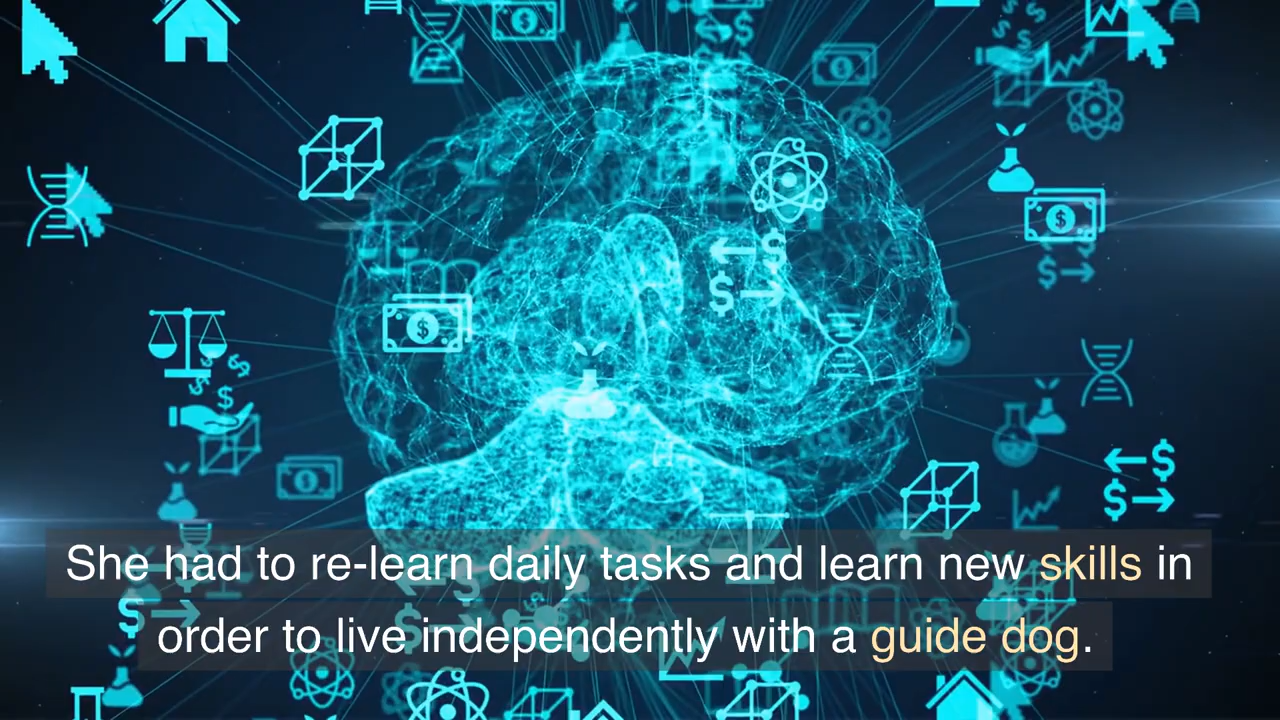 She had to re-learn daily tasks and learn new skills in
order to live independently with a guide dog.